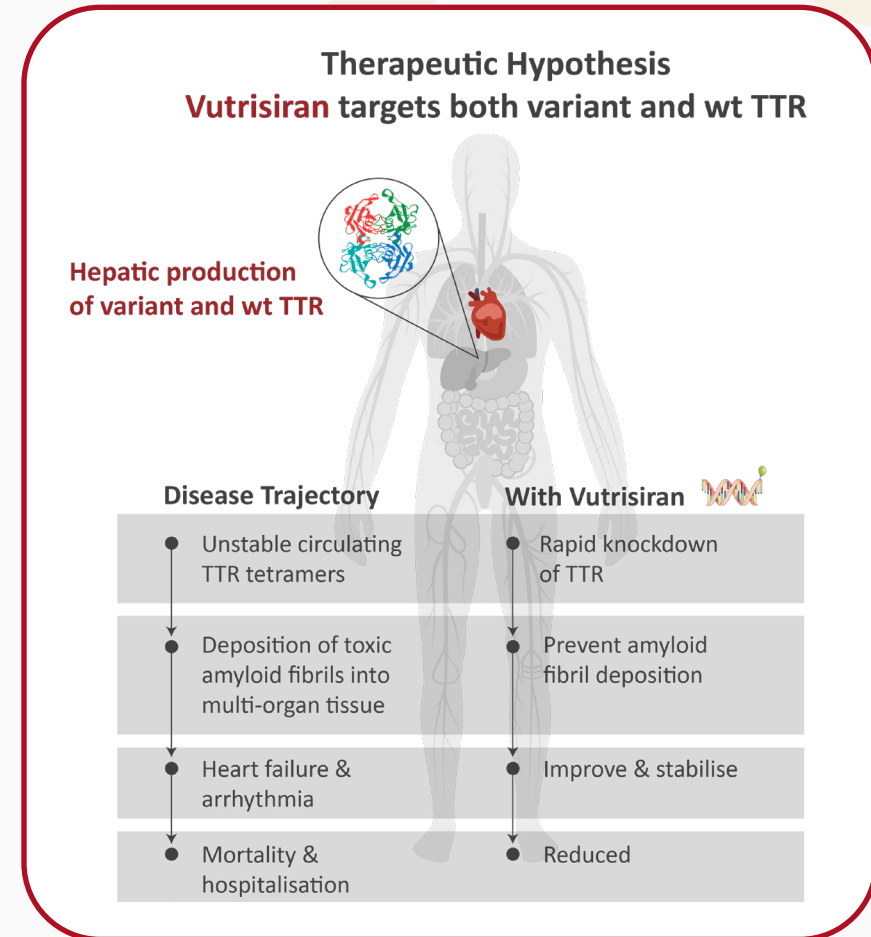 Therapeutic Hypothesis
Vutrisiran targets both variant and wt TTR
Hepatic production
of variant and wt TTR
Disease Trajectory
With Vutrisiran
Unstable circulating
TTR tetramers
Rapid knockdown
of TTR
Deposition of toxic
amyloid fibrils into
multi-organ tissue
Prevent amyloid
fibril deposition
Heart failure &
arrhythmia
Improve & stabilise
Mortality &
hospitalisation
Reduced